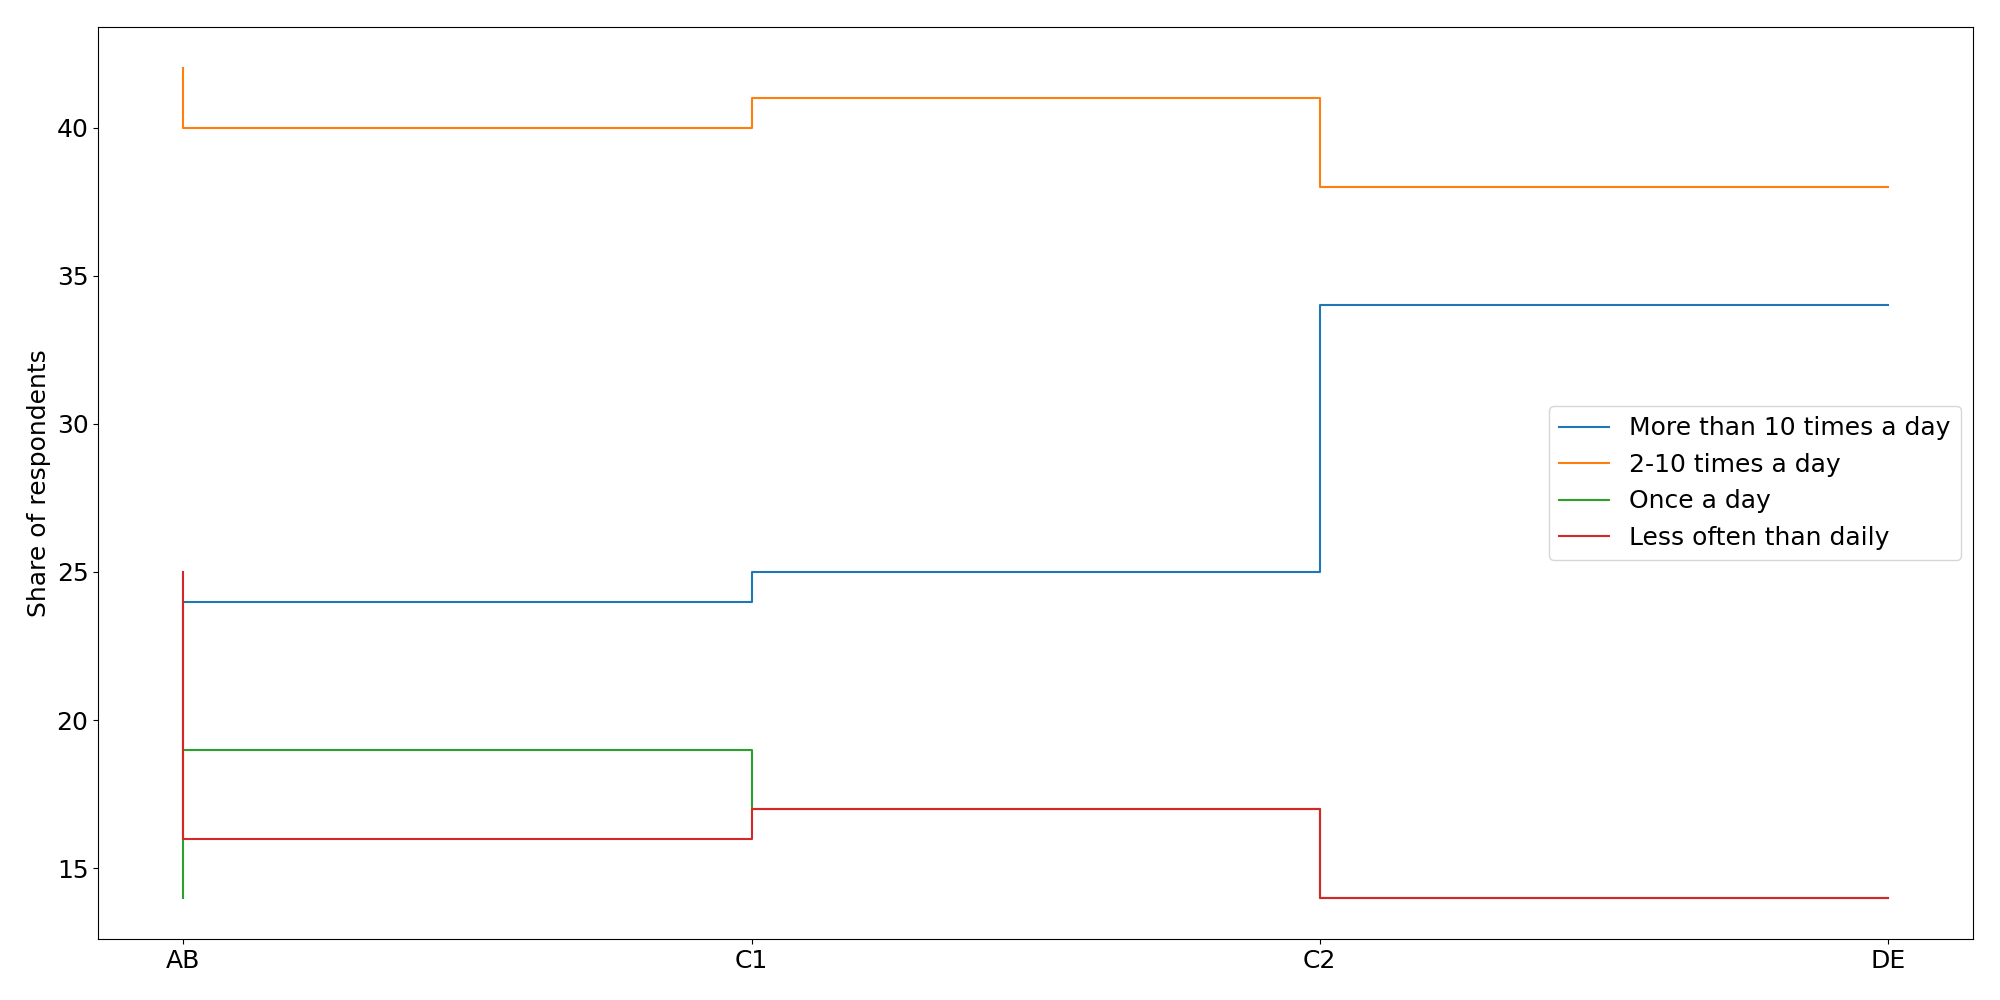 Share of respondents
40
35
30
25
20
15
AB
C1
C2
DE
More than 10 times a day
2-10 times a day
Once a day
Less often than daily